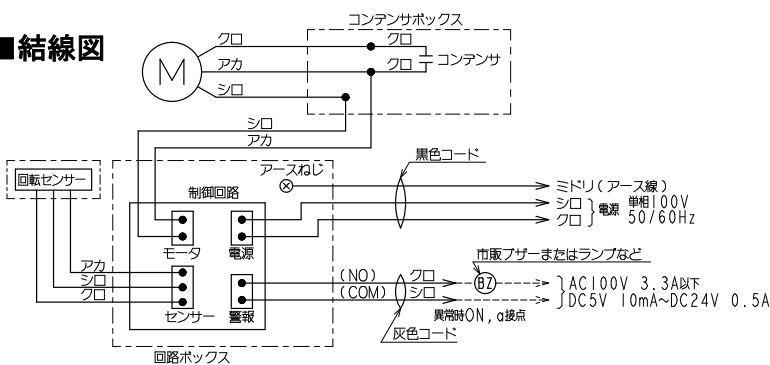 コンデンサボックス
■結線図
クロ
クロ
M
アカ
クロ
コンデンサ
シロ
シロ
アカ
黒色コード
アースねじ
回転センサー
制御回路
ミドリ(アース線)
シロ
クロ
電源
単相100V
50/60Hz
モータ
電源
市販ブザーまたはランプなど
アカ
シロ
クロ
(NO)
クロ
BZ
(COM)
シロ
AC100V 3.3A以下
DC5V 10mA~DC24V 0.5A
センサー
警報
異常時ON,a接点
灰色コード
回路ボックス